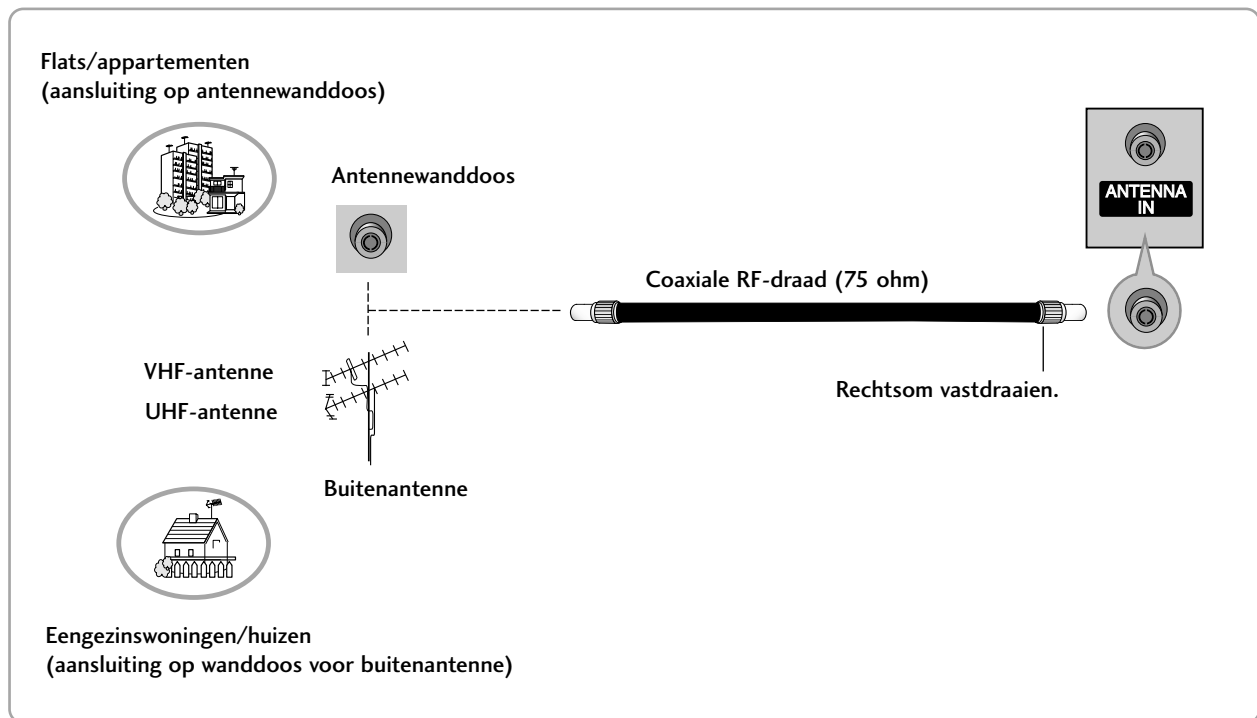 Flats/appartementen
(aansluiting op antennewanddoos)
Antennewanddoos
ANTENNA
IN
Coaxiale RF-draad (75 ohm)
VHF-antenne
UHF-antenne
Rechtsom vastdraaien.
Buitenantenne
Eengezinswoningen/huizen
(aansluiting op wanddoos voor buitenantenne)